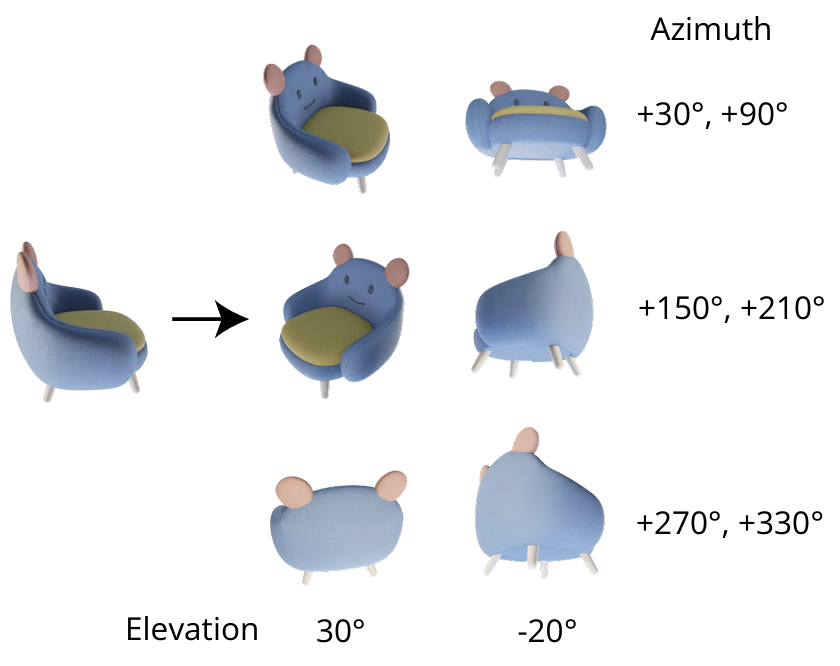 Azimuth
+30°, +90°
+150°, +210°
+270°, +330°
Elevation 30° -20°